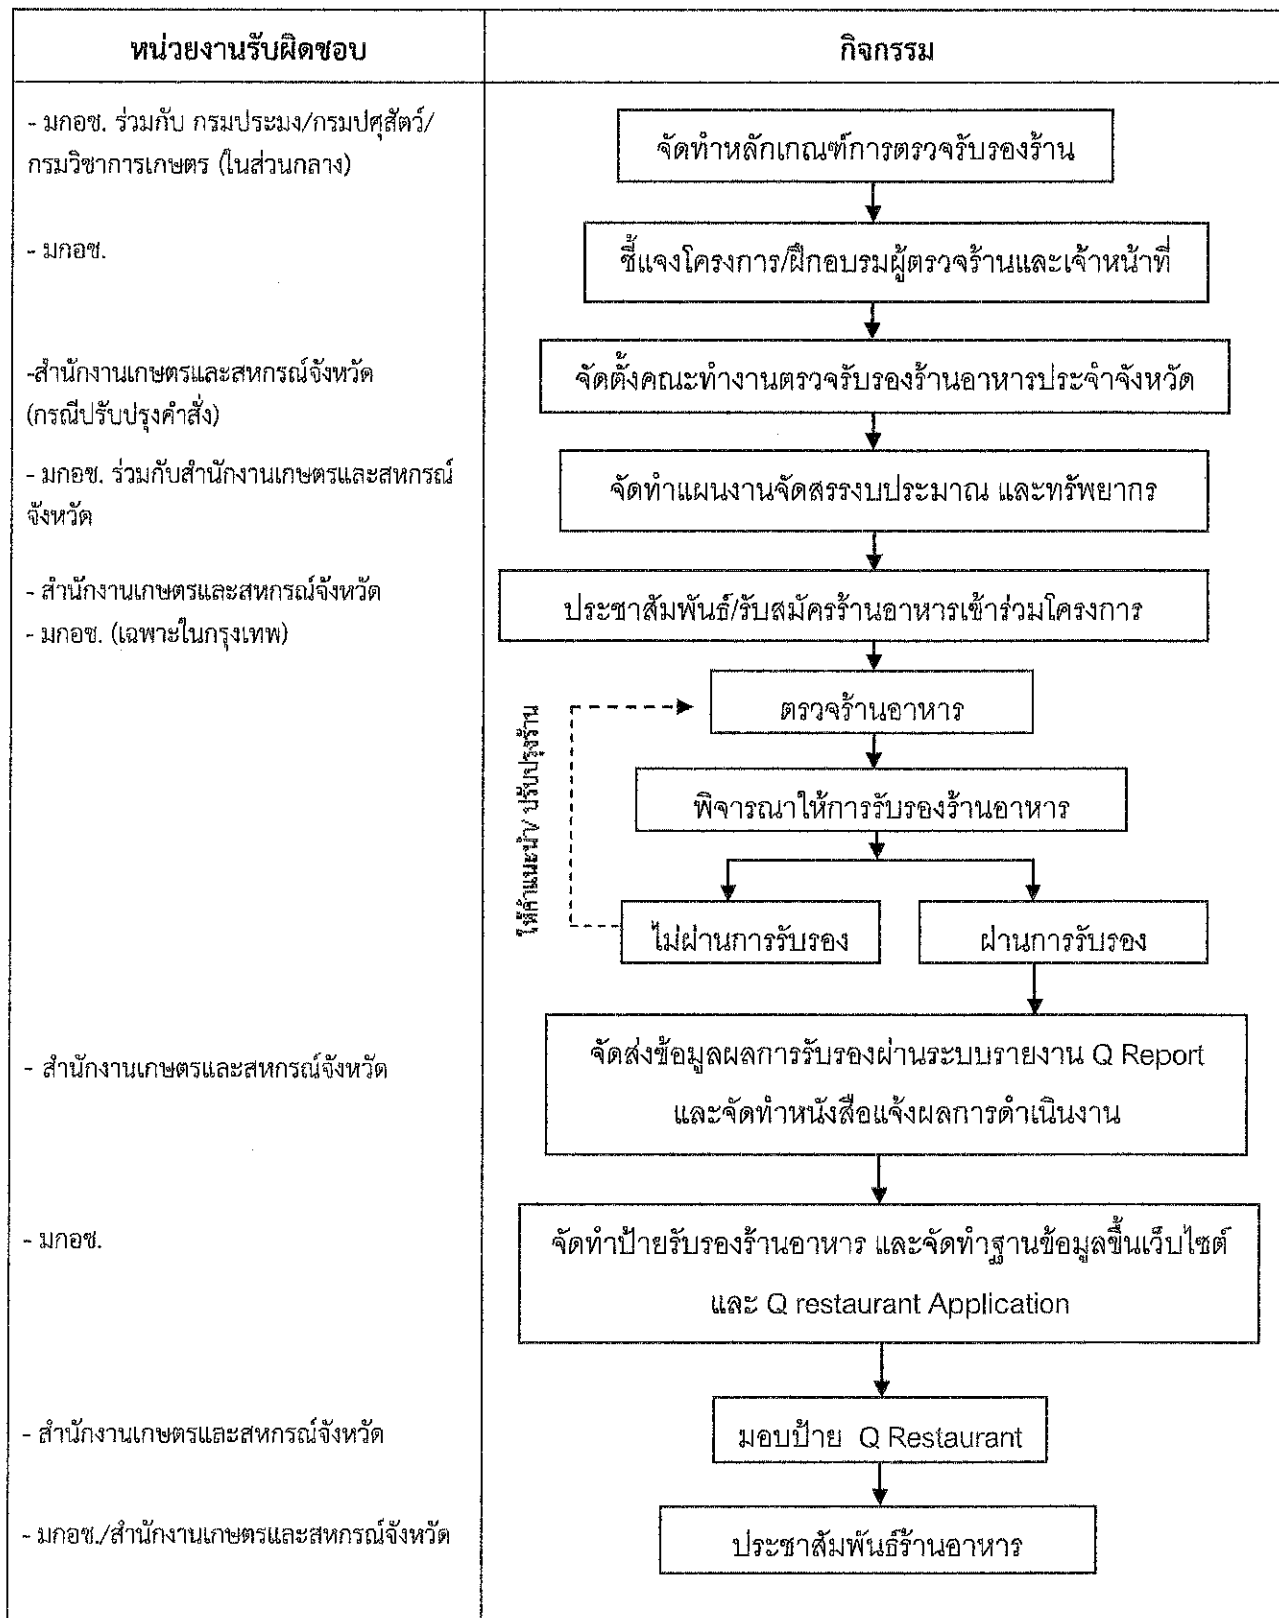 หน่วยงานรับผิดชอบ
กิจกรรม
- มกอช. ร่วมกับ กรมประมง/กรมปศุสัตว์/
กรมวิชาการเกษตร (ในส่วนกลาง)
จัดทำหลักเกณฑ์การตรวจรับรองร้าน
- มกอช.
ชี้แจงโครงการ/ฝึกอบรมผู้ตรวจร้านและเจ้าหน้าที่
-สำนักงานเกษตรและสหกรณ์จังหวัด
(กรณีปรับปรุงคำสั่ง)
จัดตั้งคณะทำงานตรวจรับรองร้านอาหารประจำจังหวัด
- มกอช. ร่วมกับสำนักงานเกษตรและสหกรณ์
จังหวัด
จัดทำแผนงานจัดสรรงบประมาณ และทรัพยากร
- สำนักงานเกษตรและสหกรณ์จังหวัด
- มกอช. (เฉพาะในกรุงเทพ)
ประชาสัมพันธ์/รับสมัครร้านอาหารเข้าร่วมโครงการ
ตรวจร้านอาหาร
พิจารณาให้การรับรองร้านอาหาร
ให้คำแนะนำ/ ปรับปรุงร้าน
ไม่ผ่านการรับรอง
ผ่านการรับรอง
- สำนักงานเกษตรและสหกรณ์จังหวัด
จัดส่งข้อมูลผลการรับรองผ่านระบบรายงาน Q Report
และจัดทำหนังสือแจ้งผลการดำเนินงาน
- มกอช.
จัดทำป้ายรับรองร้านอาหาร และจัดทำฐานข้อมูลขึ้นเว็บไซต์
และ Q restaurant Application
- สำนักงานเกษตรและสหกรณ์จังหวัด
มอบป้าย Q Restaurant
- มกอช./สำนักงานเกษตรและสหกรณ์จังหวัด
ประชาสัมพันธ์ร้านอาหาร